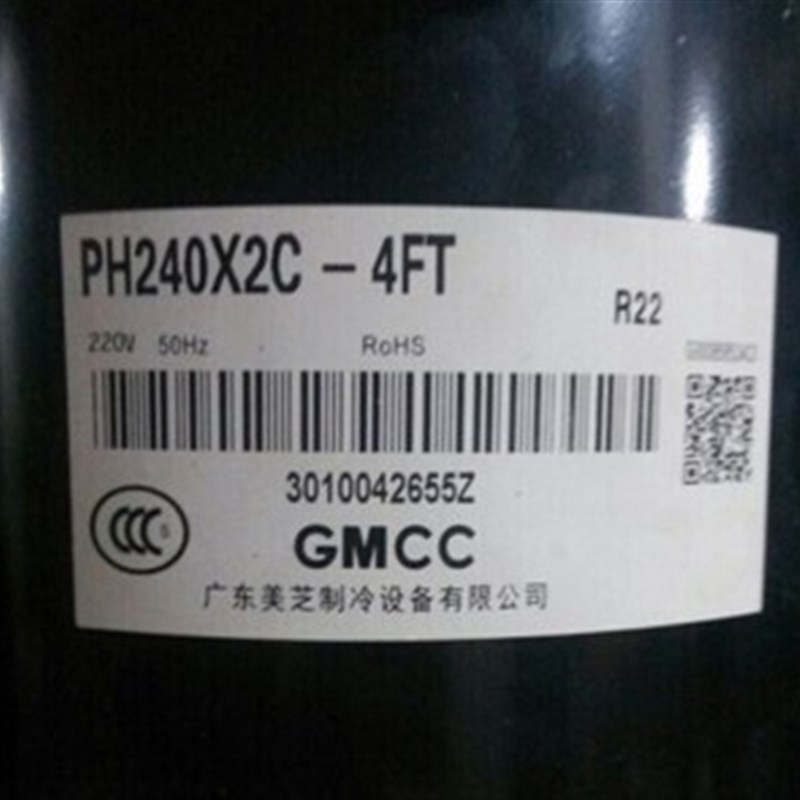 PH240X2C - 4FT
R22
220V 50Hz RoHS
3010042655Z
CCC S
GMCC
广东美芝制冷设备有限公司